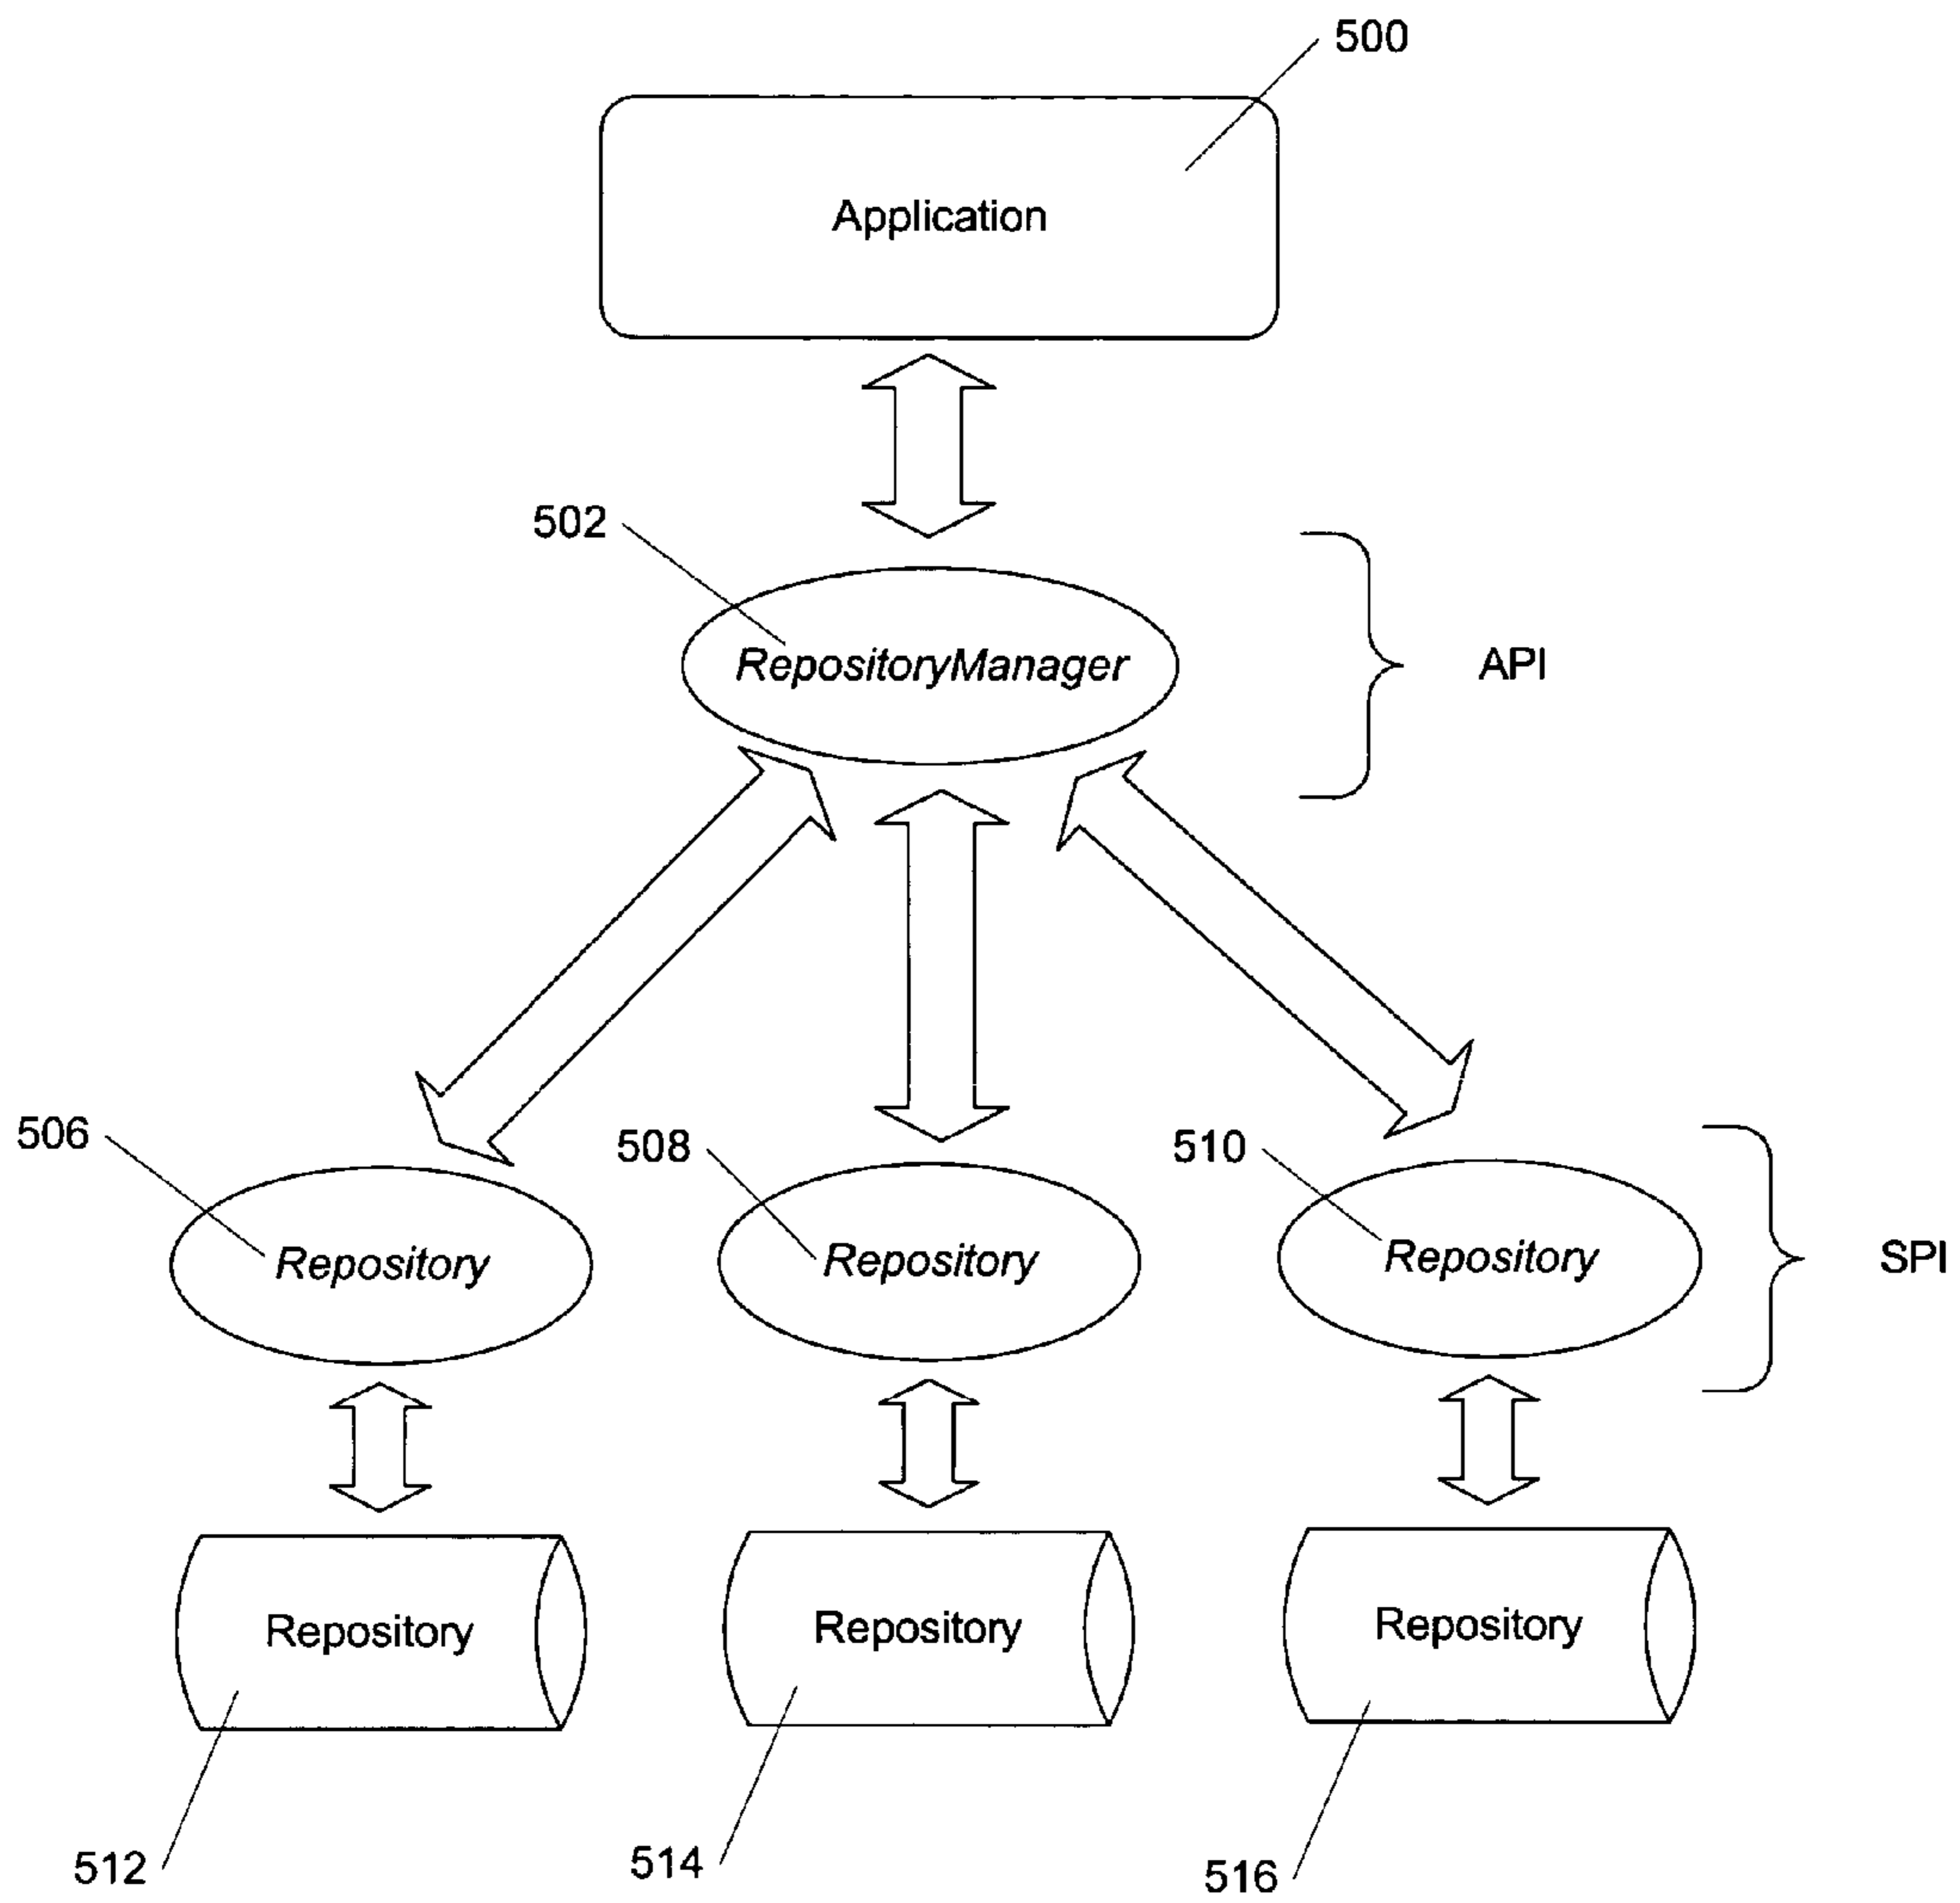 500
Application
502
RepositoryManager
API
506
508
510
Repository
Repository
Repository
SPI
Repository
Repository
Repository
512
514
516